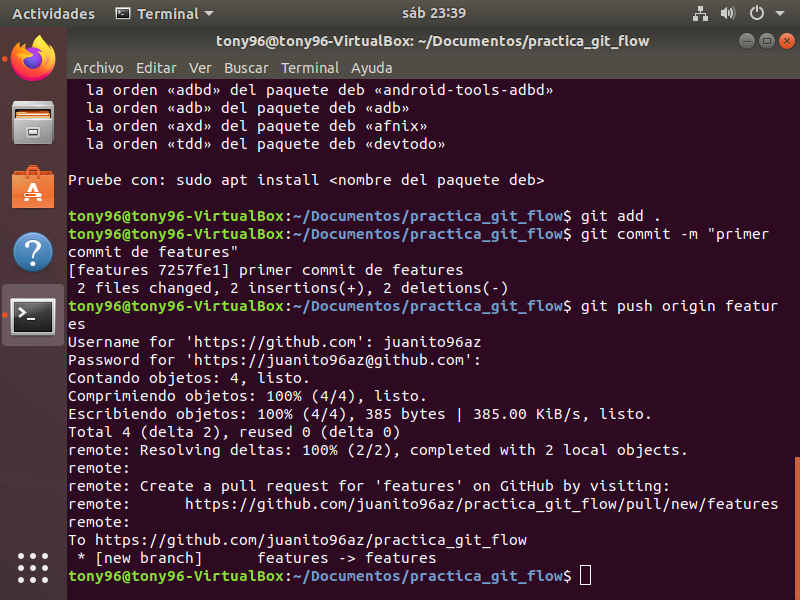 Actividades
Terminal
sáb 23:39
tony96@tony96-VirtualBox: ~/Documentos/practica_git_flow
Archivo Editar Ver Buscar Terminal Ayuda
la orden «adbd» del paquete deb «android-tools-adbd»
la orden «adb» del paquete deb «adb»
la orden «axd» del paquete deb «afnix»
la orden «tdd» del paquete deb «devtodo»
Pruebe con: sudo apt install <nombre del paquete deb>
tony96@tony96-VirtualBox:~/Documentos/practica_git_flow$ git add .
tony96@tony96-VirtualBox:~/Documentos/practica_git_flow$ git commit -m "primer
commit de features"
[features 7257fe1] primer commit de features
2 files changed, 2 insertions(+), 2 deletions(-)
tony96@tony96-VirtualBox:~/Documentos/practica_git_flow$ git push origin featur
es
Username for 'https://github.com': juanito96az
Password for 'https://juanito96az@github.com':
Contando objetos: 4, listo.
Comprimiendo objetos: 100% (4/4), listo.
Escribiendo objetos: 100% (4/4), 385 bytes | 385.00 KiB/s, listo.
Total 4 (delta 2), reused 0 (delta 0)
remote: Resolving deltas: 100% (2/2), completed with 2 local objects.
remote:
remote: Create a pull request for 'features' on GitHub by visiting:
remote:      https://github.com/juanito96az/practica_git_flow/pull/new/features
remote:
To https://github.com/juanito96az/practica_git_flow
* [new branch]      features -> features
tony96@tony96-VirtualBox:~/Documentos/practica_git_flow$